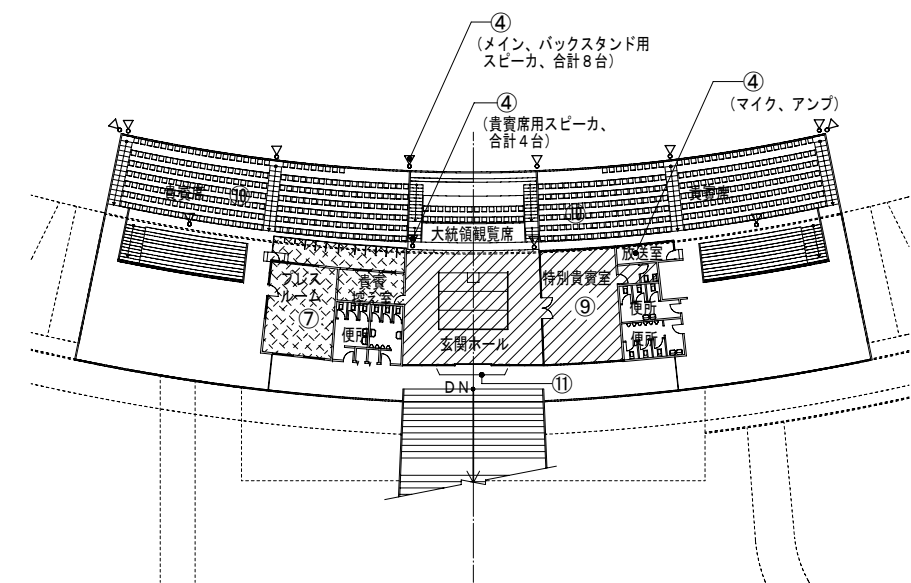 ④
(メイン、バックスタンド用
スピーカ、合計8台)
④
(貴賓席用スピーカ、
合計4台)
④
(マイク、アンプ)
貴賓席
⑩
⑩
貴賓席
大統領観覧席
放送室
プレス
ルーム
⑦
貴賓
控え室
特別貴賓室
⑨
便所
便所
便所
玄関ホール
DN
⑪